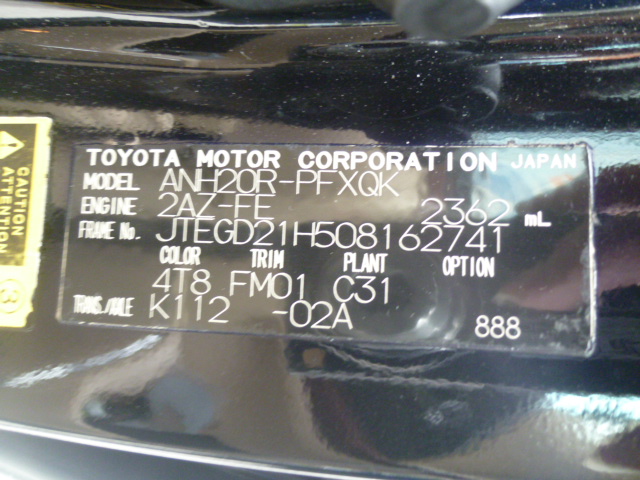 TOYOTA MOTOR CORPORATION JAPAN
MODEL ANH20R-PFXQK
ENGINE 2AZ-FE 2362 mL
FRAME No. JTEGD21H508162741
COLOR TRIM PLANT OPTION
4T8 FM01 C31
TRANS./AXLE K112 -02A
888
CAUTION
ATTENTION